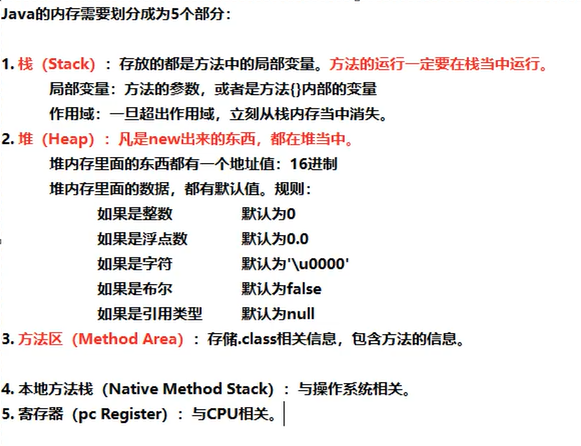 Java的内存需要划分成为5个部分：
1. 栈（Stack）：存放的都是方法中的局部变量。方法的运行一定要在栈当中运行。
局部变量：方法的参数，或者是方法{}内部的变量
作用域：一旦超出作用域，立刻从栈内存当中消失。
2. 堆（Heap）：凡是new出来的东西，都在堆当中。
堆内存里面的东西都有一个地址值：16进制
堆内存里面的数据，都有默认值。规则：
如果是整数 默认为0
如果是浮点数 默认为0.0
如果是字符 默认为'\u0000'
如果是布尔 默认为false
如果是引用类型 默认为null
3. 方法区（Method Area）：存储.class相关信息，包含方法的信息。
4. 本地方法栈（Native Method Stack）：与操作系统相关。
5. 寄存器（pc Register）：与CPU相关。